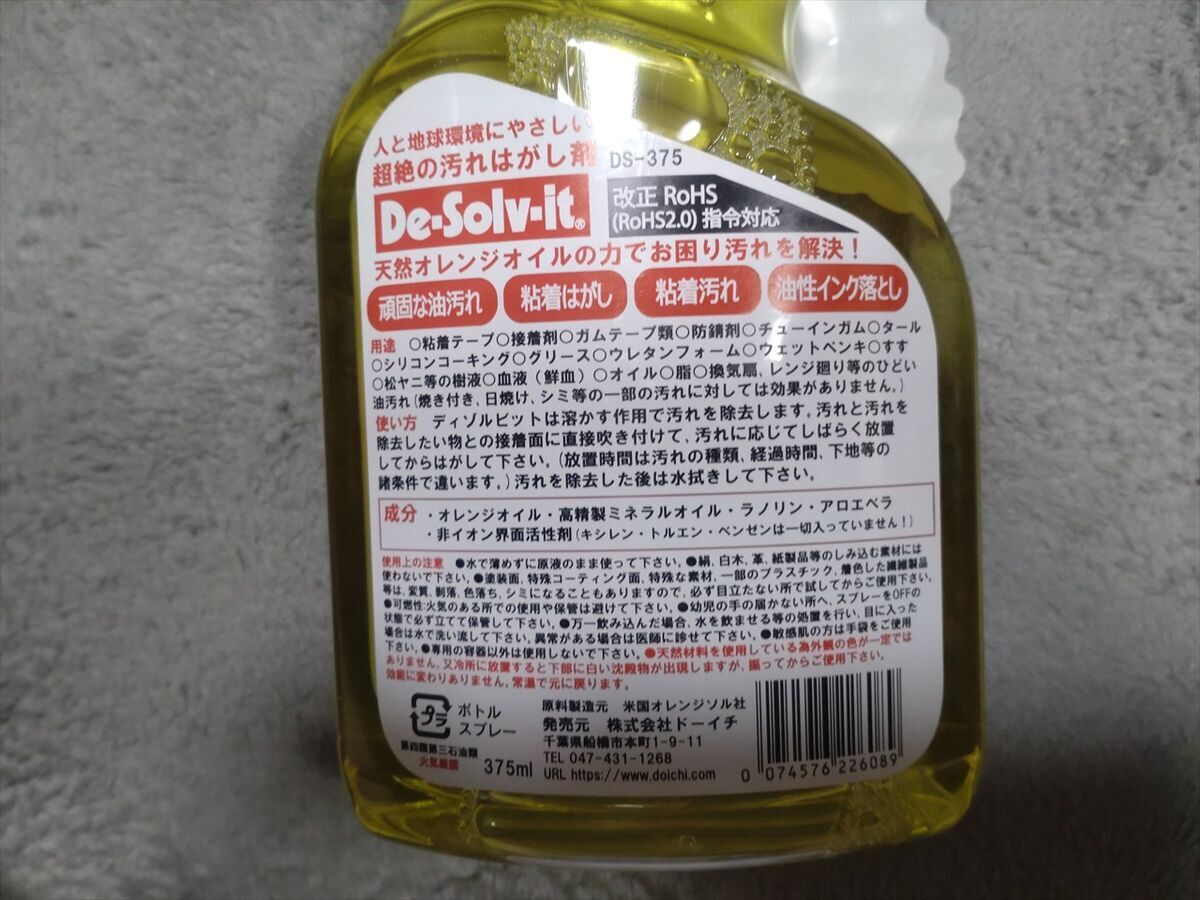 人と地球環境にやさしい
超絶の汚れはがし剤
DS-375
De-Solv-it®
改正 RoHS
(RoHS2.0) 指令対応
天然オレンジオイルの力でお困り汚れを解決！
頑固な油汚れ
粘着はがし
粘着汚れ
油性インク落とし
用途 ○粘着テープ○接着剤○ガムテープ類○防錆剤○チューインガム○タール
○シリコンコーキング○グリース○ウレタンフォーム○ウェットペンキ○すす
○松ヤニ等の樹液○血液（鮮血）○オイル○脂○換気扇、レンジ廻り等のひどい
油汚れ（焼き付き、日焼け、シミ等の一部の汚れに対しては効果がありません。）
使い方 ディゾルビットは溶かす作用で汚れを除去します。汚れと汚れを
除去したい物との接着面に直接吹き付けて、汚れに応じてしばらく放置
してからはがして下さい。（放置時間は汚れの種類、経過時間、下地等の
諸条件で違います。）汚れを除去した後は水拭きして下さい。
成分 ・オレンジオイル・高精製ミネラルオイル・ラノリン・アロエベラ
・非イオン界面活性剤（キシレン・トルエン・ベンゼンは一切入っていません！）
使用上の注意 ●水で薄めずに原液のまま使って下さい。●絹、白木、革、紙製品等のしみ込む素材には
使わないで下さい。●塗装面、特殊コーティング面、特殊な素材、一部のプラスチック、着色した繊維製品
等は、変質、剥落、色落ち、シミになることもありますので、必ず目立たない所で試してからご使用下さい。
●可燃性:火気のある所での使用や保管は避けて下さい。●幼児の手の届かない所へ、スプレーをOFFの
状態で必ず立てて保管して下さい。●万一飲み込んだ場合、水を飲ませる等の処置を行い、目に入った
場合は水で洗い流して下さい。異常がある場合は医師に診せて下さい。●敏感肌の方は手袋をご使用
下さい。●専用の容器以外は使用しないで下さい。●天然材料を使用している為外観の色が一定では
ありません。又冷所に放置すると下部に白い沈殿物が出現しますが、振ってからご使用下さい。
効能に変わりありません。常温で元に戻ります。
プラ
ボトル
スプレー
第四類第三石油類
火気厳禁
375ml
原料製造元 米国オレンジソル社
発売元 株式会社ドーイチ
千葉県船橋市本町1-9-11
TEL 047-431-1268
URL https://www.doichi.com
0 074576 226089